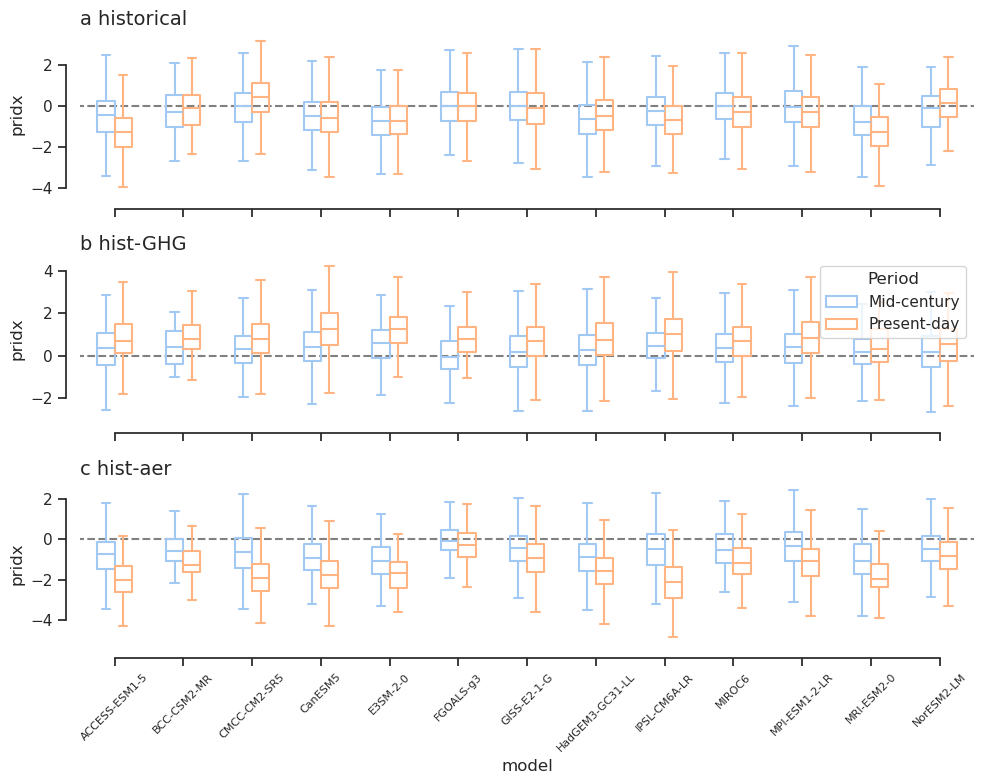 a historical
pridx
2
0
−2
−4
b hist-GHG
pridx
4
2
0
−2
Period
Mid-century
Present-day
c hist-aer
pridx
2
0
−2
−4
ACCESS-ESM1-5
BCC-CSM2-MR
CMCC-CM2-SR5
CanESM5
E3SM-2-0
FGOALS-g3
GISS-E2-1-G
HadGEM3-GC31-LL
IPSL-CM6A-LR
MIROC6
MPI-ESM1-2-LR
MRI-ESM2-0
NorESM2-LM
model